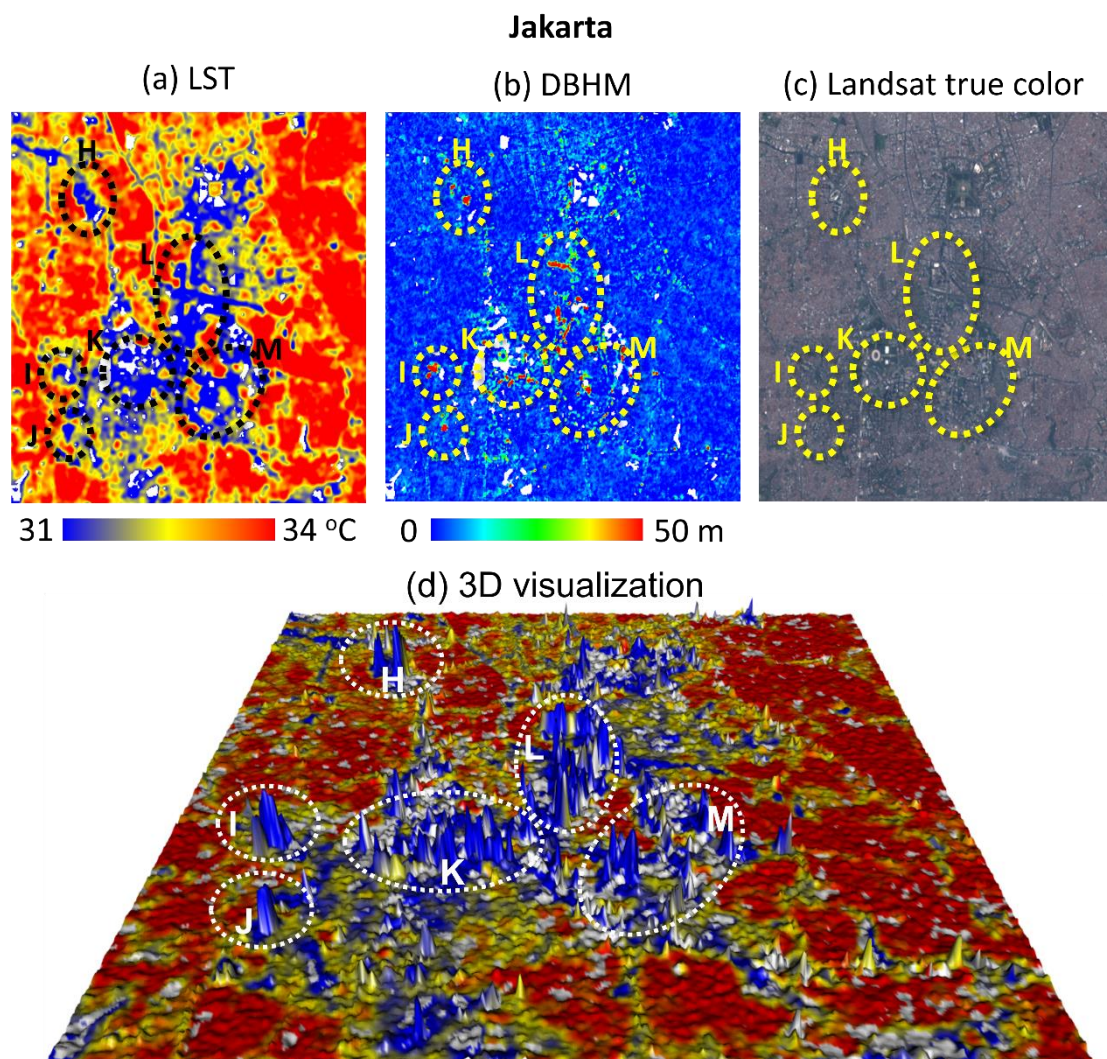 Jakarta
(a) LST
(b) DBHM
(c) Landsat true color
H
L
K
I
M
J
H
L
K
I
M
J
H
L
K
I
M
J
31 34 °C
0 50 m
(d) 3D visualization
H
L
I
M
K
J